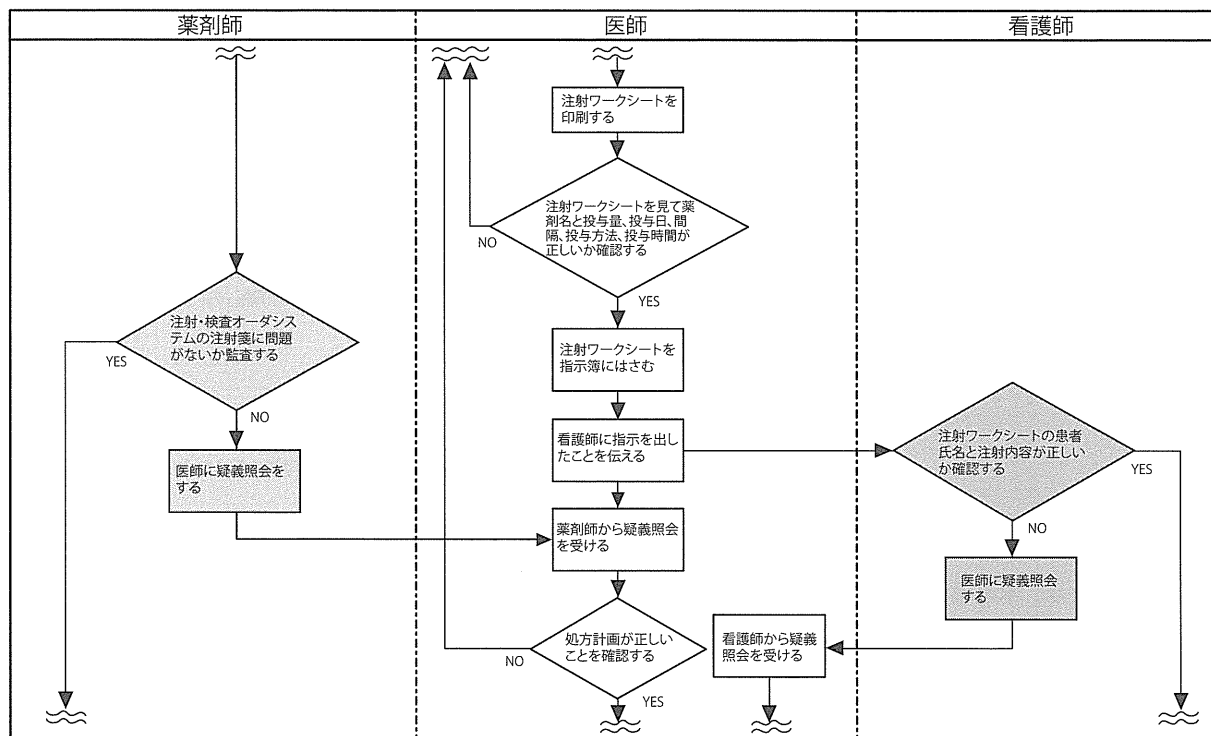 薬剤師
医師
看護師
注射ワークシートを
印刷する
注射ワークシートを見て薬
剤名と投与量、投与日、間
隔、投与方法、投与時間が
正しいか確認する
NO
YES
注射・検査オーダシス
テムの注射箋に問題
がないか監査する
YES
NO
医師に疑義照会を
する
注射ワークシートを
指示簿にはさむ
看護師に指示を出し
たことを伝える
注射ワークシートの患者
氏名と注射内容が正しい
か確認する
YES
NO
薬剤師から疑義照会
を受ける
医師に疑義照会
する
処方計画が正しい
ことを確認する
NO
YES
看護師から疑義
照会を受ける